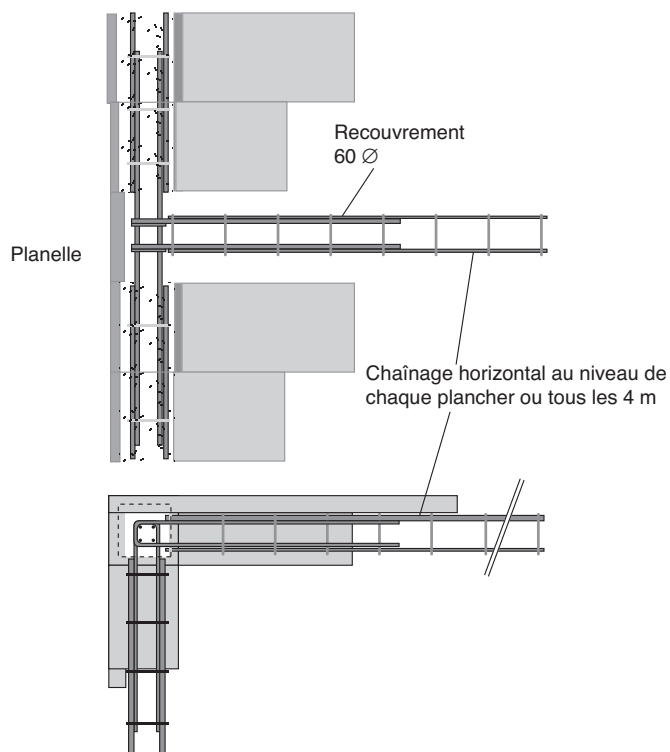 Recouvrement
60 ∅
Planelle
Chaînage horizontal au niveau de
chaque plancher ou tous les 4 m